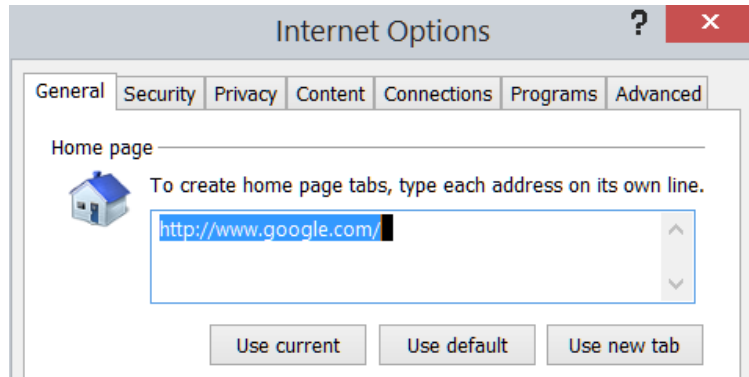 Internet Options ? x
General Security Privacy Content Connections Programs Advanced
Home page
To create home page tabs, type each address on its own line.
http://www.google.com/
Use current Use default Use new tab